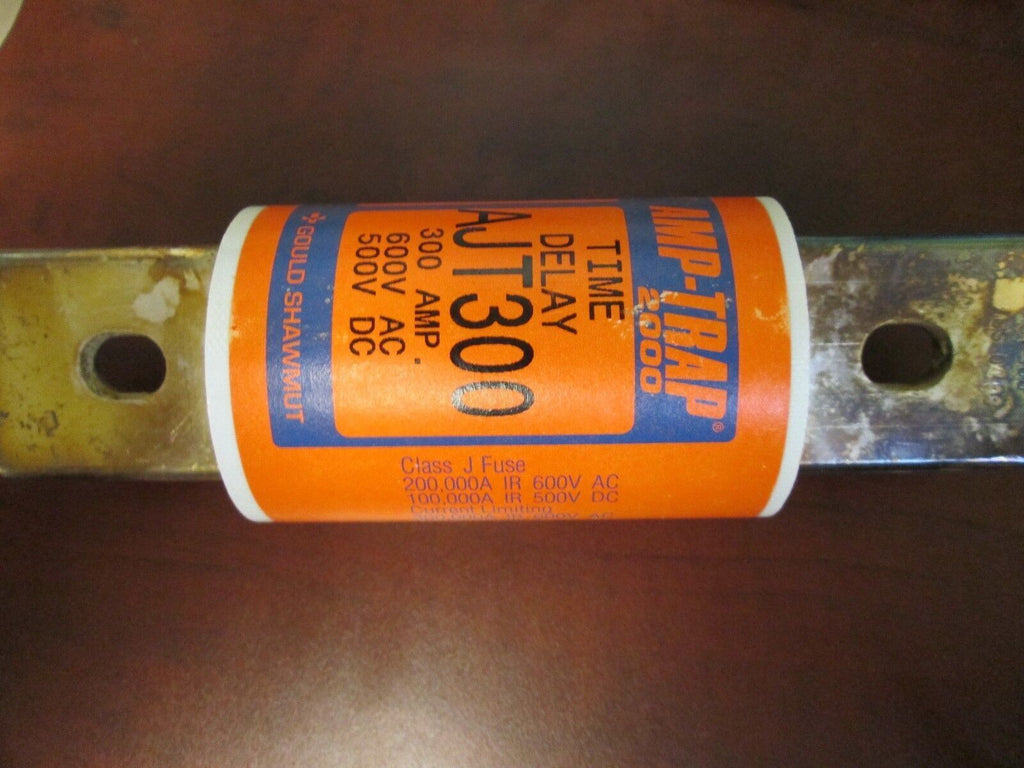 AMP-TRAP®
2000
TIME
DELAY
AJT300
300 AMP.
600V AC
500V DC
GOULD SHAWMUT
Class J Fuse
200,000A IR 600V AC
100,000A IR 500V DC
Current Limiting